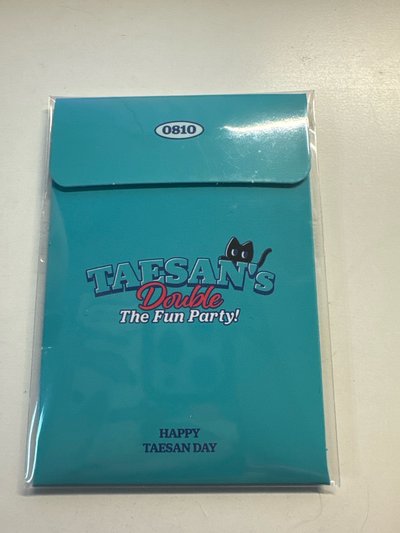 0810
TAESAN's
Double
The Fun Party!
HAPPY
TAESAN DAY